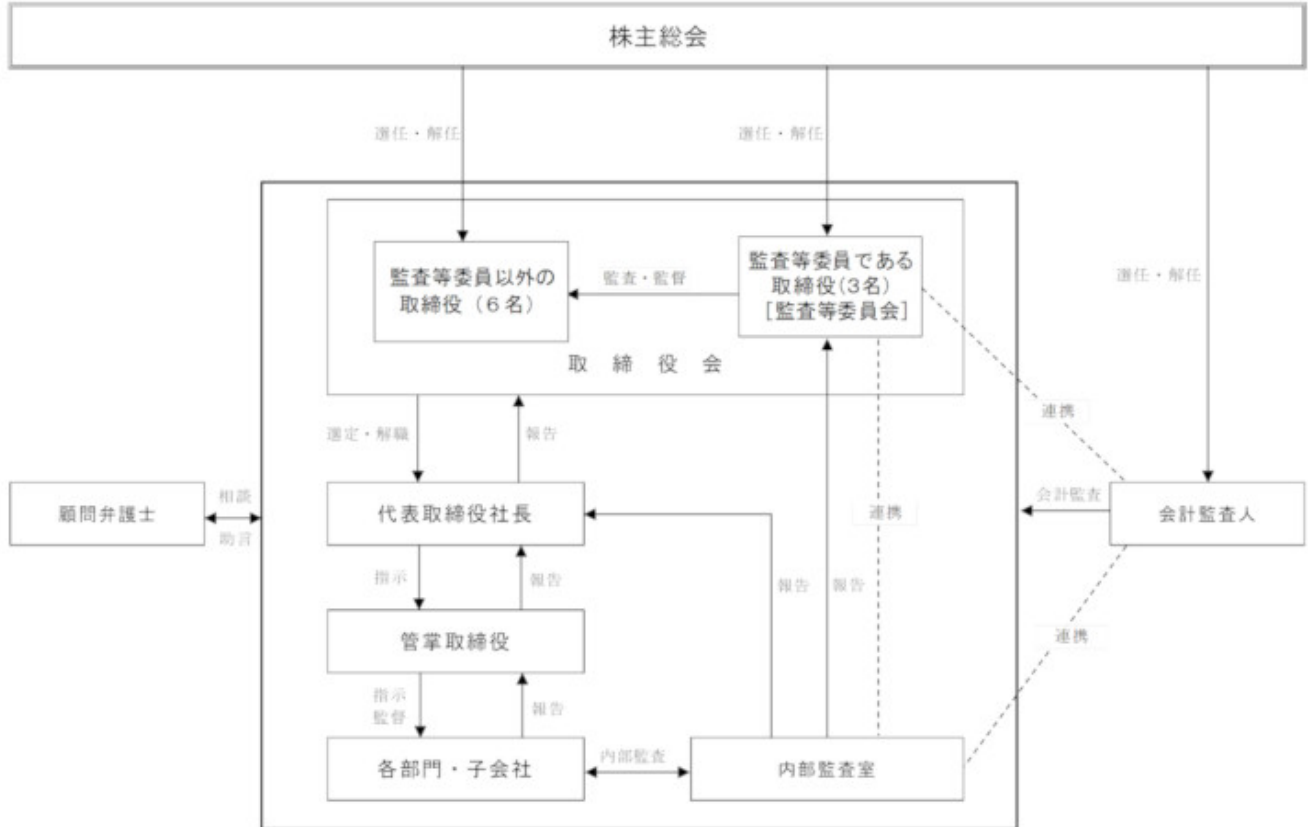 株主総会
選任・解任
選任・解任
選任・解任
監査等委員以外の
取締役（６名）
監査・監督
監査等委員である
取締役(3名)
［監査等委員会］
取締役会
連携
選定・解職
報告
顧問弁護士
相談
助言
代表取締役社長
連携
会計監査
会計監査人
指示
報告
報告
報告
管掌取締役
連携
指示
監督
報告
各部門・子会社
内部監査
内部監査室